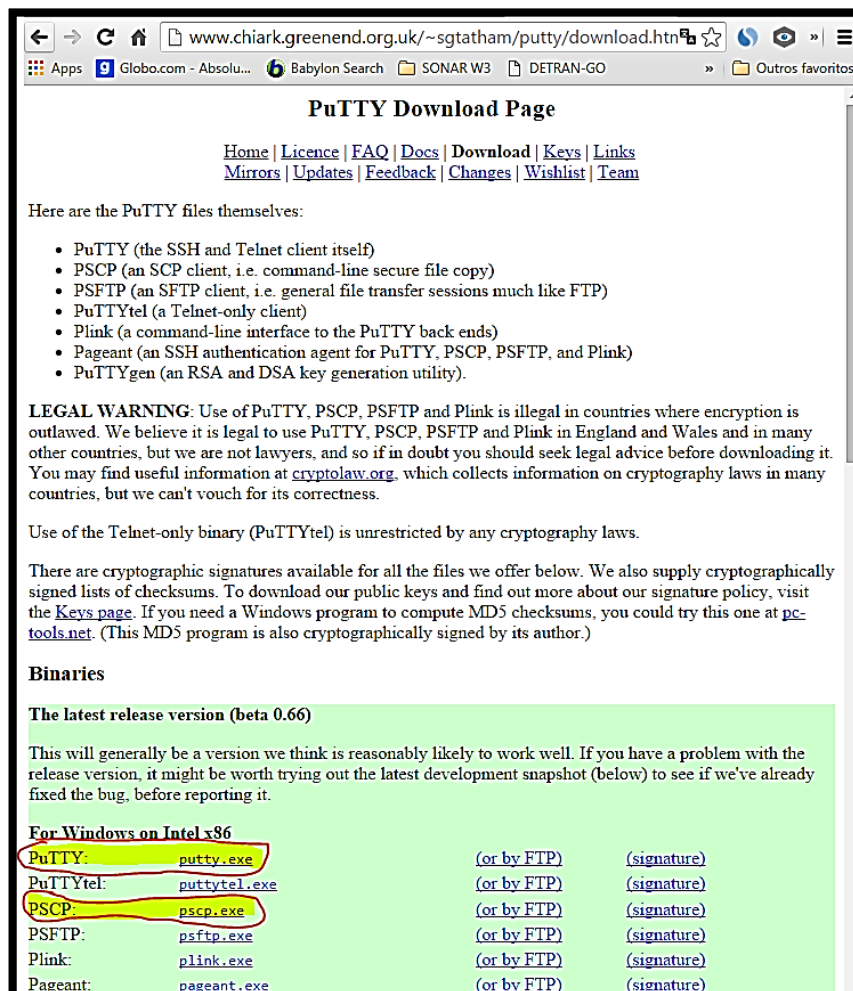 www.chiark.greenend.org.uk/~sgtatham/putty/download.htm
Apps Globo.com - Absolu... Babylon Search SONAR W3 DETRAN-GO » Outros favoritos
PuTTY Download Page
Home | Licence | FAQ | Docs | Download | Keys | Links
Mirrors | Updates | Feedback | Changes | Wishlist | Team
Here are the PuTTY files themselves:
• PuTTY (the SSH and Telnet client itself)
• PSCP (an SCP client, i.e. command-line secure file copy)
• PSFTP (an SFTP client, i.e. general file transfer sessions much like FTP)
• PuTTYtel (a Telnet-only client)
• Plink (a command-line interface to the PuTTY back ends)
• Pageant (an SSH authentication agent for PuTTY, PSCP, PSFTP, and Plink)
• PuTTYgen (an RSA and DSA key generation utility).
LEGAL WARNING: Use of PuTTY, PSCP, PSFTP and Plink is illegal in countries where encryption is
outlawed. We believe it is legal to use PuTTY, PSCP, PSFTP and Plink in England and Wales and in many
other countries, but we are not lawyers, and so if in doubt you should seek legal advice before downloading it.
You may find useful information at cryptolaw.org, which collects information on cryptography laws in many
countries, but we can't vouch for its correctness.
Use of the Telnet-only binary (PuTTYtel) is unrestricted by any cryptography laws.
There are cryptographic signatures available for all the files we offer below. We also supply cryptographically
signed lists of checksums. To download our public keys and find out more about our signature policy, visit
the Keys page. If you need a Windows program to compute MD5 checksums, you could try this one at pc-
tools.net. (This MD5 program is also cryptographically signed by its author.)
Binaries
The latest release version (beta 0.66)
This will generally be a version we think is reasonably likely to work well. If you have a problem with the
release version, it might be worth trying out the latest development snapshot (below) to see if we've already
fixed the bug, before reporting it.
For Windows on Intel x86
PuTTY: putty.exe (or by FTP) (signature)
PuTTYtel: puttytel.exe (or by FTP) (signature)
PSCP: pscp.exe (or by FTP) (signature)
PSFTP: psftp.exe (or by FTP) (signature)
Plink: plink.exe (or by FTP) (signature)
Pageant: pageant.exe (or by FTP) (signature)